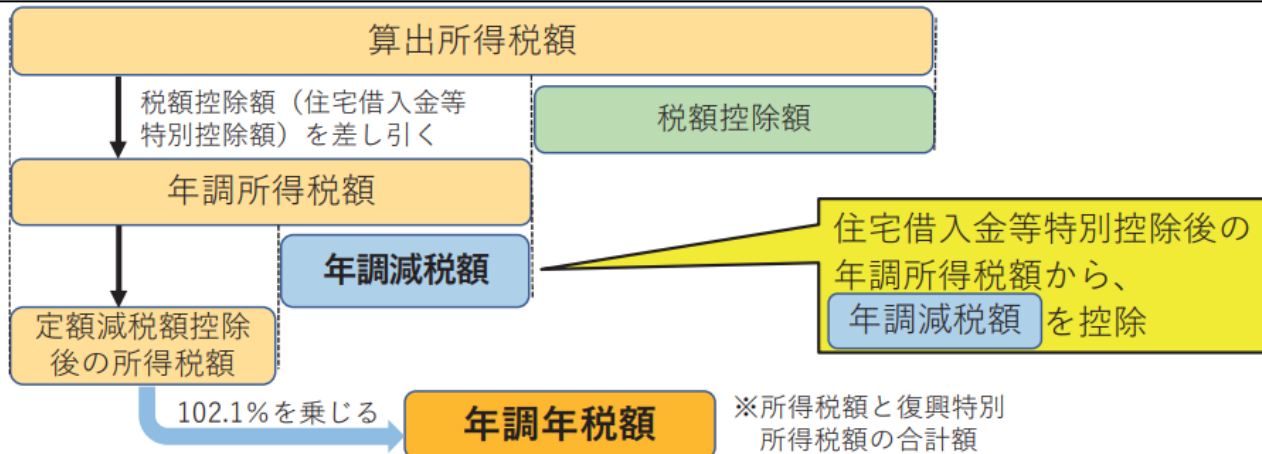 算出所得税額
税額控除額（住宅借入金等
特別控除額）を差し引く
税額控除額
年調所得税額
年調減税額
住宅借入金等特別控除後の
年調所得税額から、
年調減税額 を控除
定額減税額控除
後の所得税額
102.1%を乗じる
年調年税額
※所得税額と復興特別
所得税額の合計額